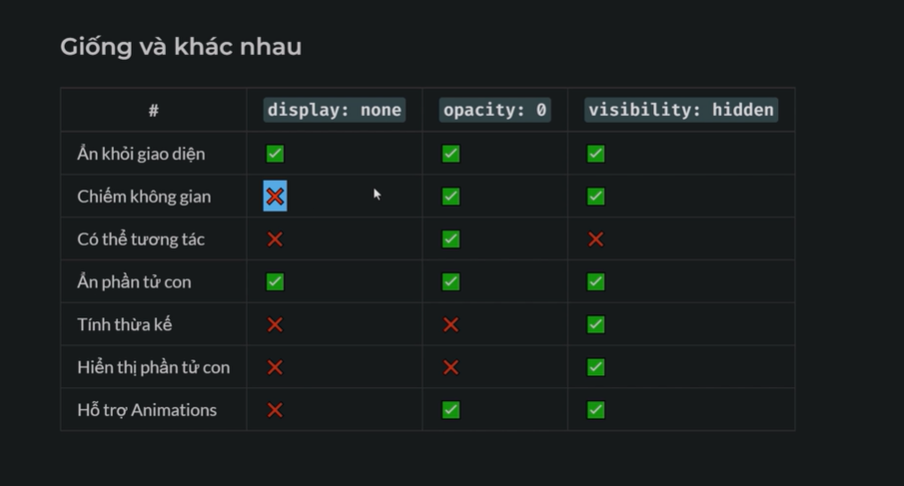 Giống và khác nhau
# display: none opacity: 0 visibility: hidden
Ẩn khỏi giao diện ✅ ✅ ✅
Chiếm không gian ❌ ✅ ✅
Có thể tương tác ❌ ✅ ❌
Ẩn phần tử con ✅ ✅ ✅
Tính thừa kế ❌ ❌ ✅
Hiển thị phần tử con ❌ ❌ ✅
Hỗ trợ Animations ❌ ✅ ✅